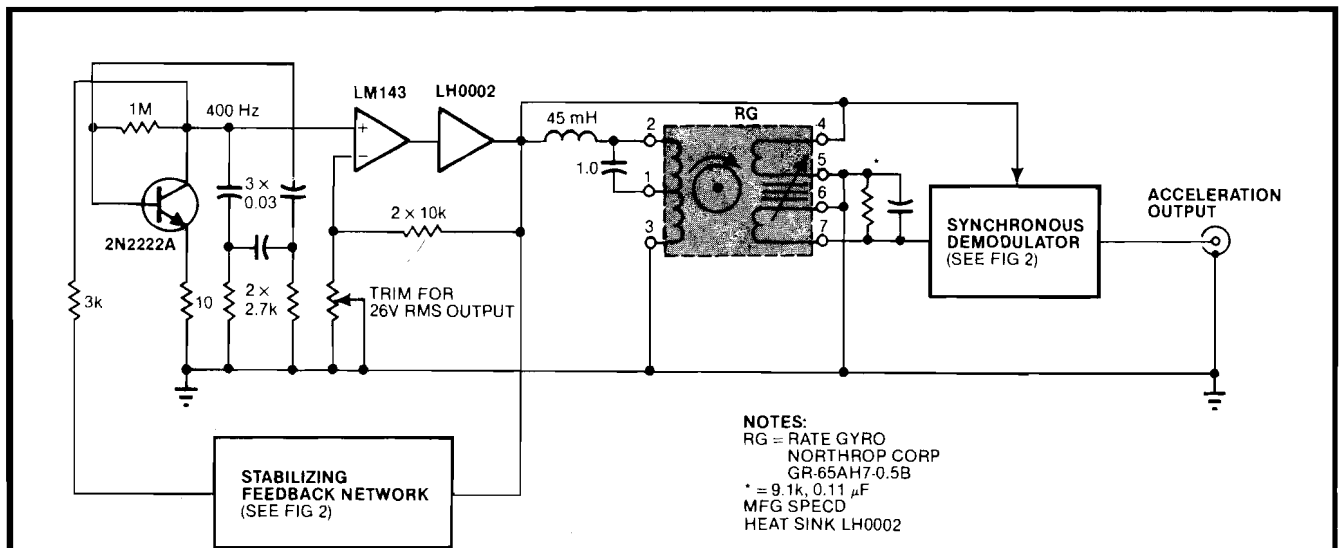 LM143
LH0002
1M
400 Hz
45 mH
RG
2
4
+
−
1.0
5
*
3 ×
0.03
1
6
ACCELERATION
OUTPUT
2N2222A
2 × 10k
3
7
SYNCHRONOUS
DEMODULATOR
(SEE FIG 2)
3k
10
2 ×
2.7k
TRIM FOR
26V RMS OUTPUT
NOTES:
RG = RATE GYRO
NORTHROP CORP
GR-65AH7-0.5B
* = 9.1k, 0.11 μF
MFG SPECD
HEAT SINK LH0002
STABILIZING
FEEDBACK NETWORK
(SEE FIG 2)